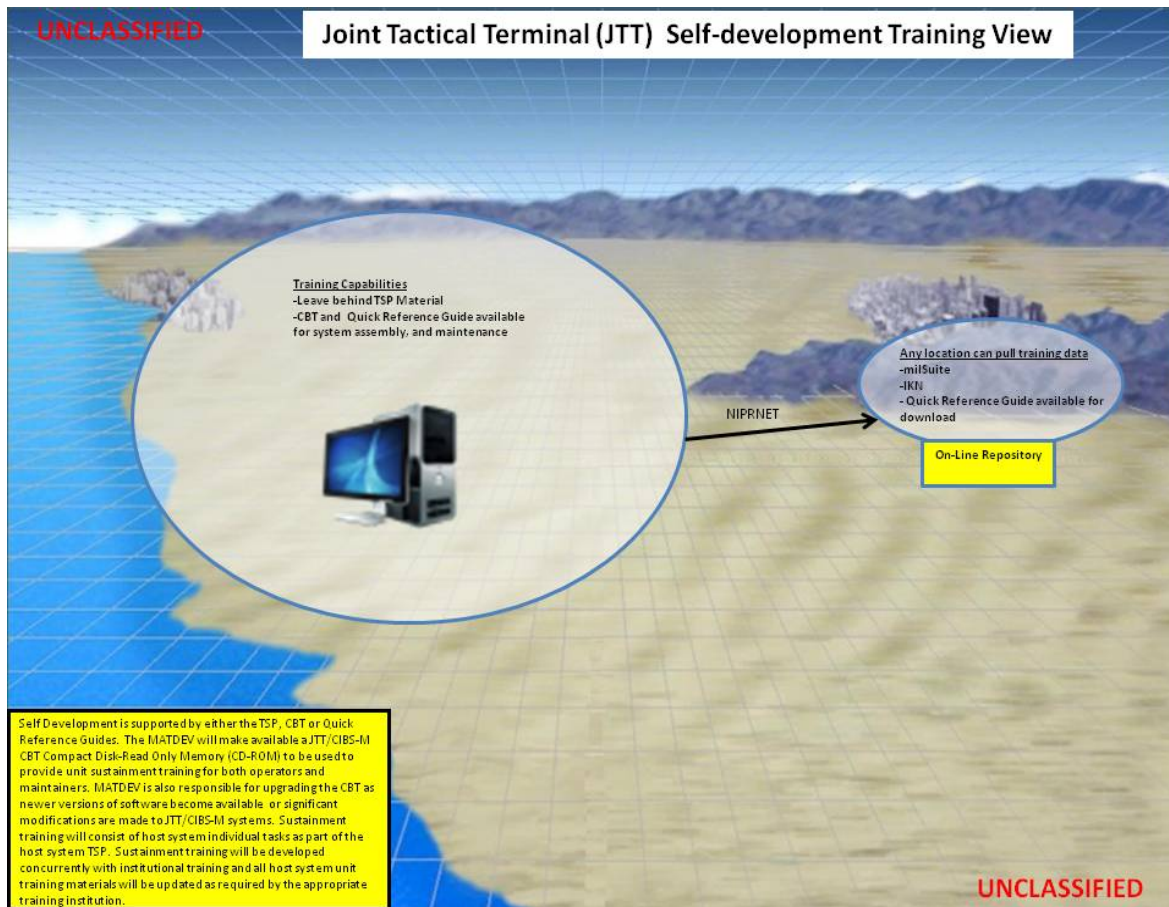 UNCLASSIFIED
Joint Tactical Terminal (JTT) Self-development Training View
Training Capabilities
-Leave behind TSP Material
-CBT and Quick Reference Guide available
for system assembly, and maintenance
Any location can pull training data
-milSuite
-IKN
- Quick Reference Guide available for
download
NIPRNET
On-Line Repository
Self Development is supported by either the TSP, CBT or Quick
Reference Guides. The MATDEV will make available a JTT/CIBS-M
CBT Compact Disk-Read Only Memory (CD-ROM) to be used to
provide unit sustainment training for both operators and
maintainers. MATDEV is also responsible for upgrading the CBT as
newer versions of software become available or significant
modifications are made to JTT/CIBS-M systems. Sustainment
training will consist of host system individual tasks as part of the
host system TSP. Sustainment training will be developed
concurrently with institutional training and all host system unit
training materials will be updated as required by the appropriate
training institution.
UNCLASSIFIED